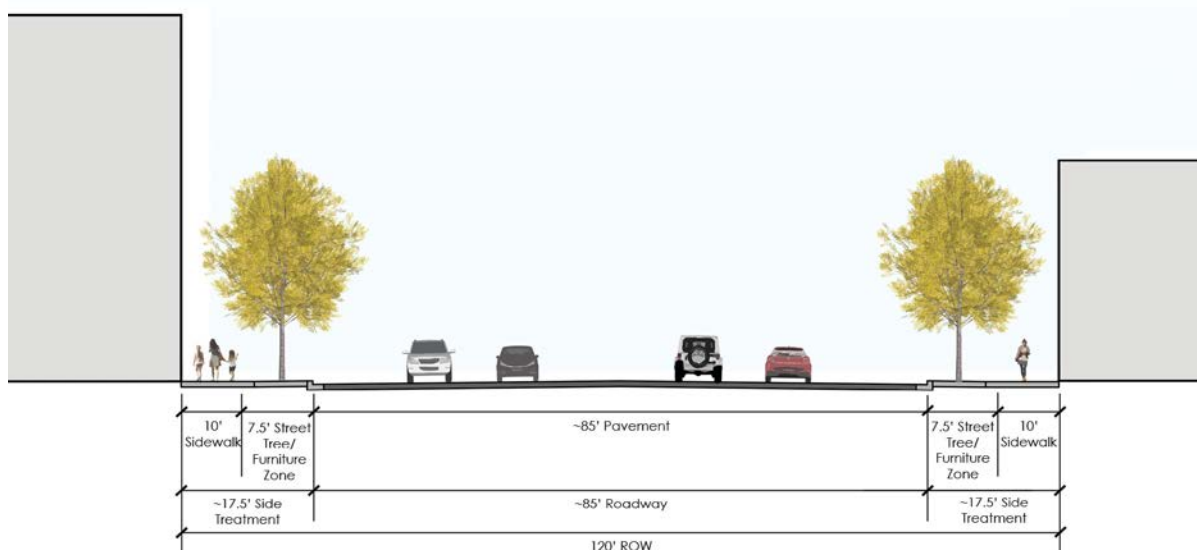 10'
Sidewalk
7.5' Street
Tree/
Furniture
Zone
~85' Pavement
7.5' Street
Tree/
Furniture
Zone
10'
Sidewalk
~17.5' Side
Treatment
~85' Roadway
~17.5' Side
Treatment
120' ROW